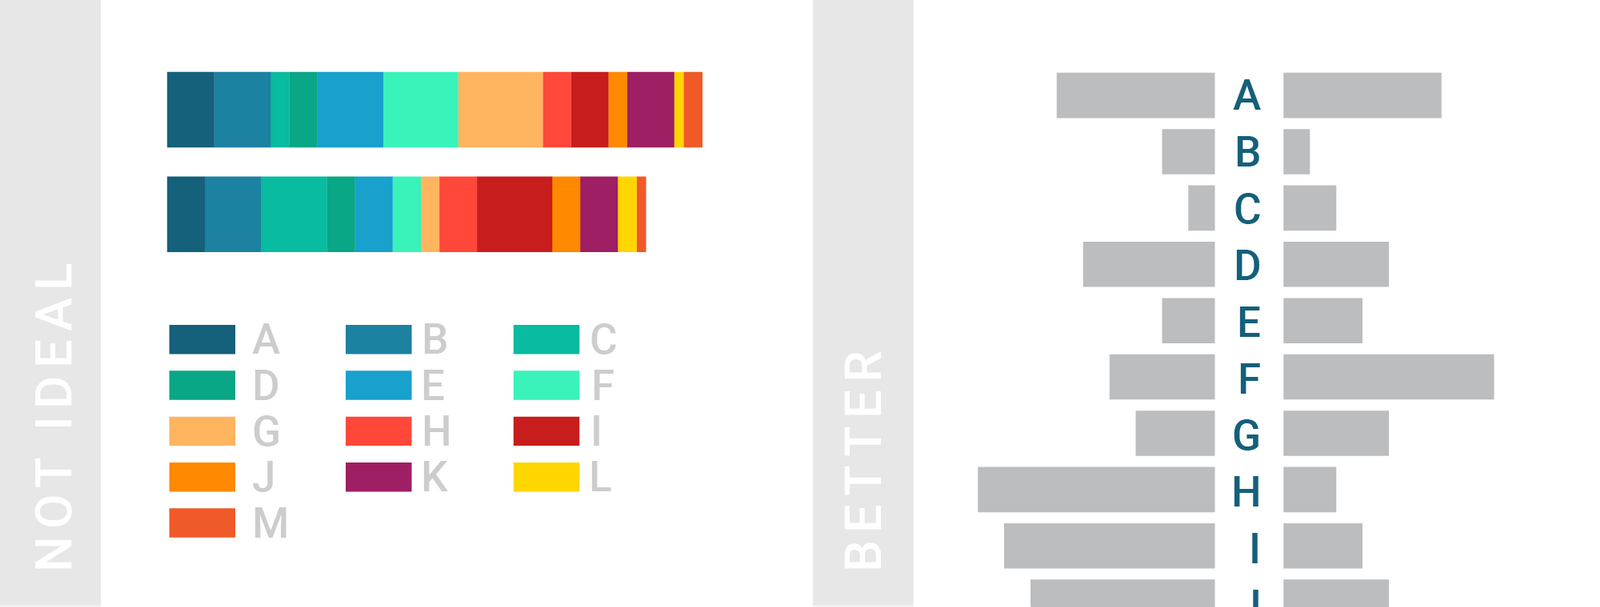 NOT IDEAL
A B C
D E F
G H I
J K L
M
BETTER
A
B
C
D
E
F
G
H
I